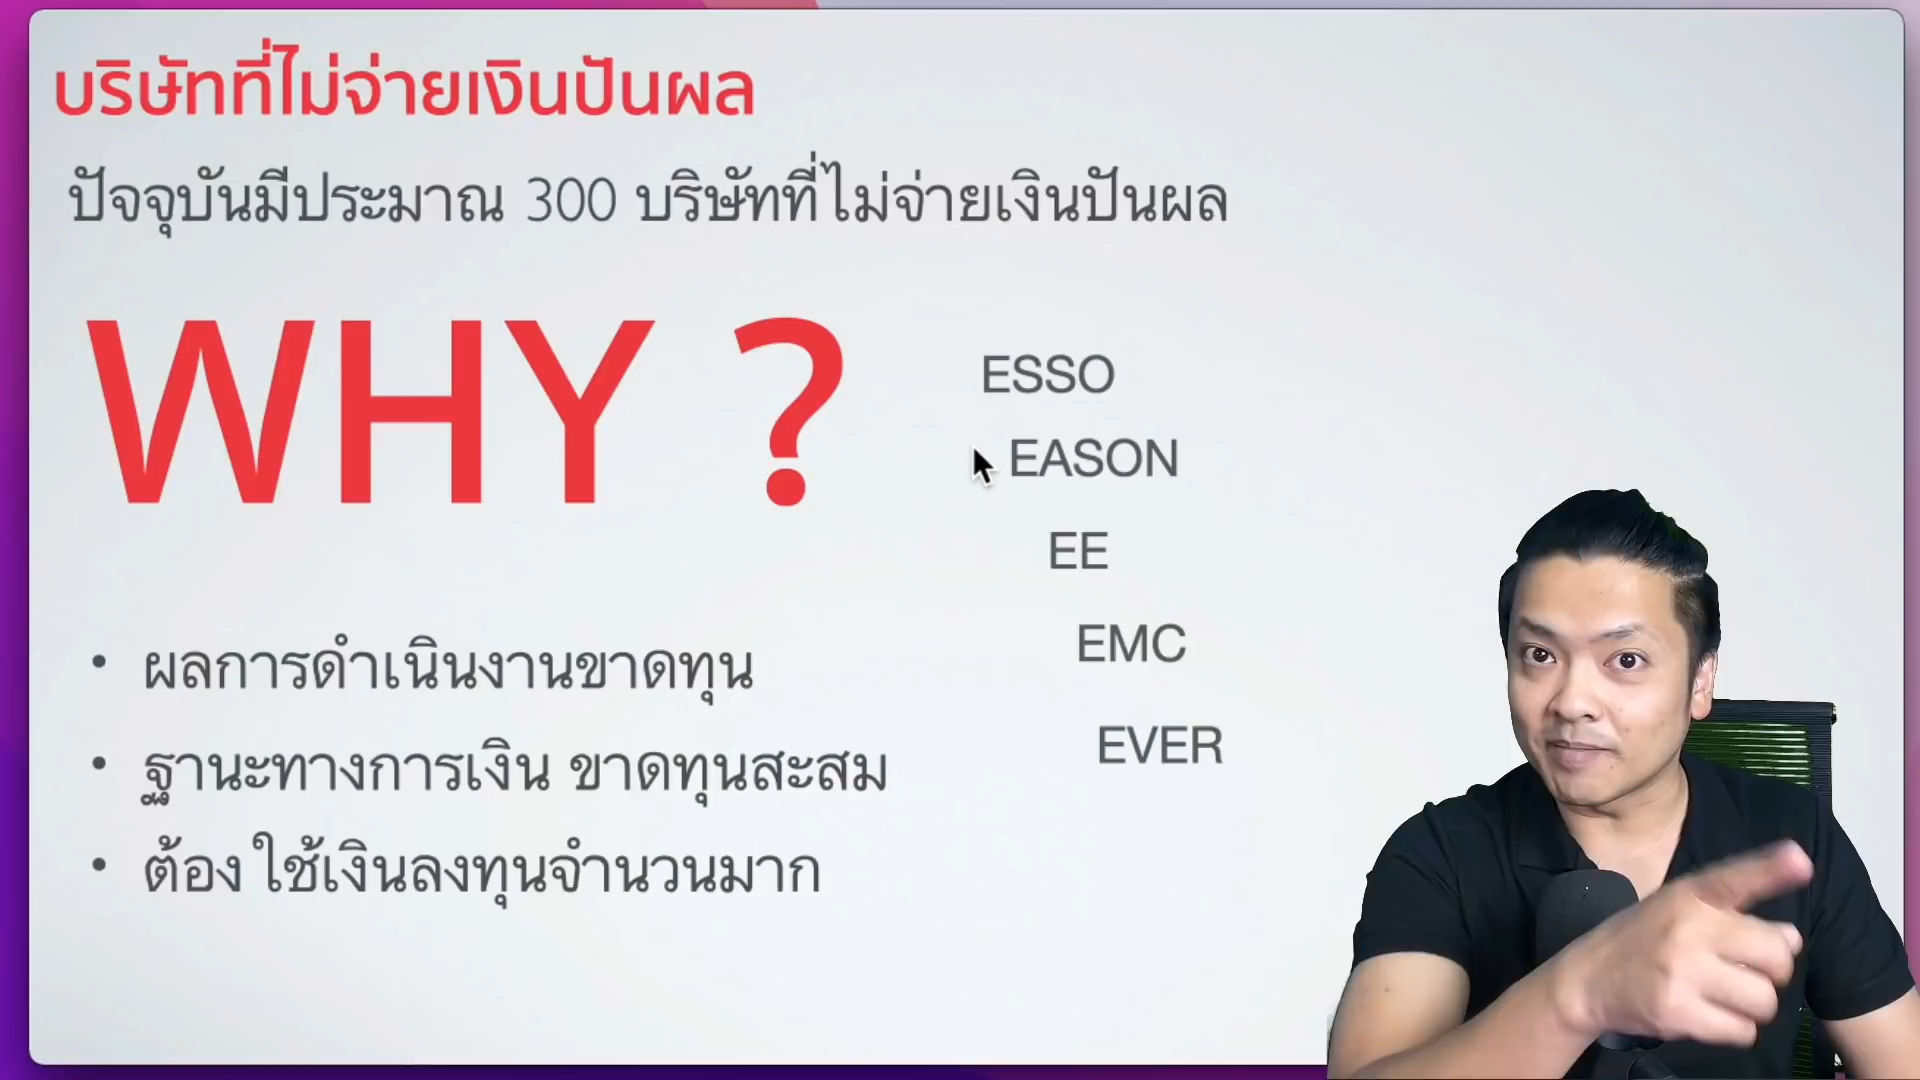 บริษัทที่ไม่จ่ายเงินปันผล
ปัจจุบันมีประมาณ 300 บริษัทที่ไม่จ่ายเงินปันผล
WHY ?
ESSO
EASON
EE
EMC
EVER
• ผลการดำเนินงานขาดทุน
• ฐานะทางการเงิน ขาดทุนสะสม
• ต้องใช้เงินลงทุนจำนวนมาก